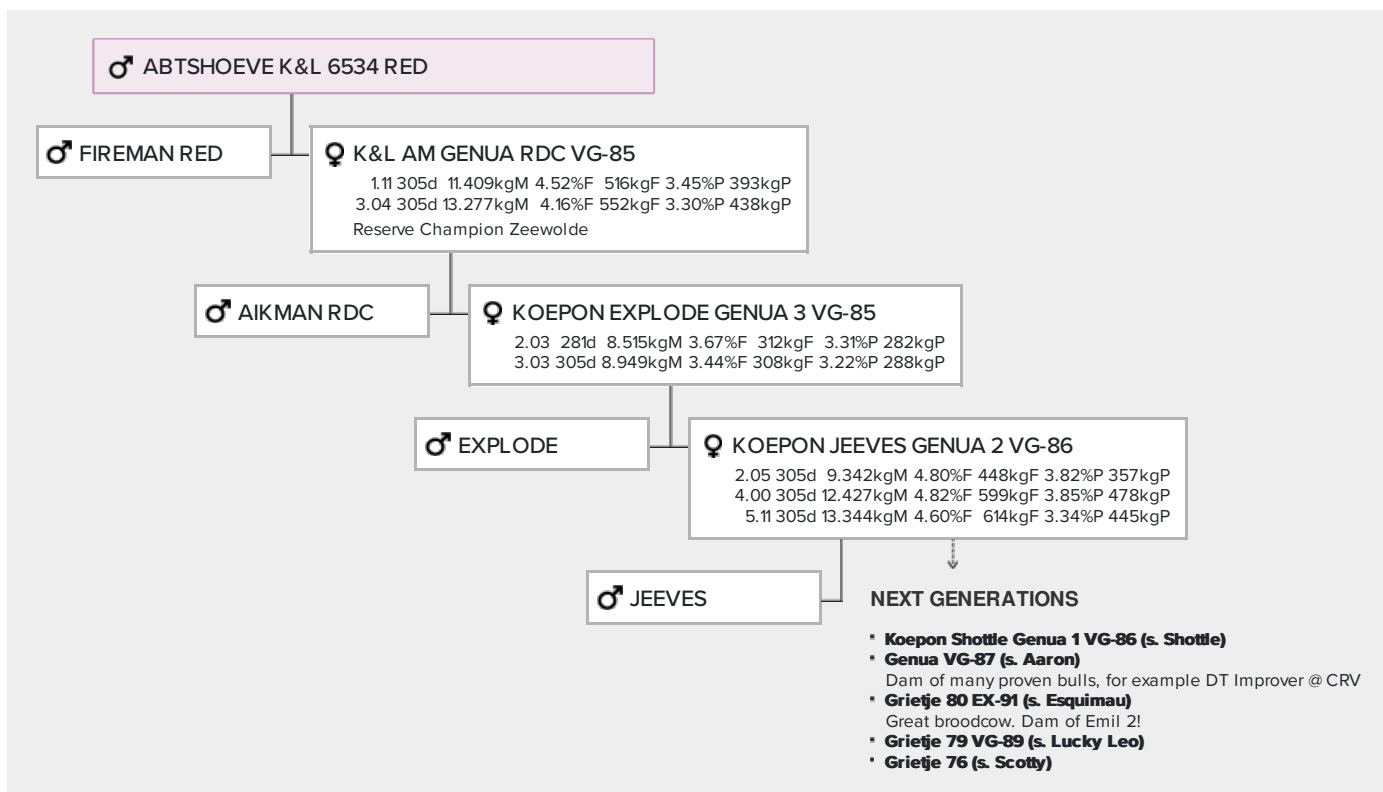 ♂ ABTSHOEVE K&L 6534 RED
♂ FIREMAN RED
♀ K&L AM GENUA RDC VG-85
1.11 305d 11.409kgM 4.52%F 516kgF 3.45%P 393kgP
3.04 305d 13.277kgM 4.16%F 552kgF 3.30%P 438kgP
Reserve Champion Zeewolde
♂ AIKMAN RDC
♀ KOEPON EXPLODE GENUA 3 VG-85
2.03 281d 8.515kgM 3.67%F 312kgF 3.31%P 282kgP
3.03 305d 8.949kgM 3.44%F 308kgF 3.22%P 288kgP
♂ EXPLODE
♀ KOEPON JEEVES GENUA 2 VG-86
2.05 305d 9.342kgM 4.80%F 448kgF 3.82%P 357kgP
4.00 305d 12.427kgM 4.82%F 599kgF 3.85%P 478kgP
5.11 305d 13.344kgM 4.60%F 614kgF 3.34%P 445kgP
♂ JEEVES
NEXT GENERATIONS
· Koepon Shottle Genua 1 VG-86 (s. Shottle)
· Genua VG-87 (s. Aaron)
Dam of many proven bulls, for example DT Improver @ CRV
· Grietje 80 EX-91 (s. Esquimau)
Great broodcow. Dam of Emil 2!
· Grietje 79 VG-89 (s. Lucky Leo)
· Grietje 76 (s. Scotty)